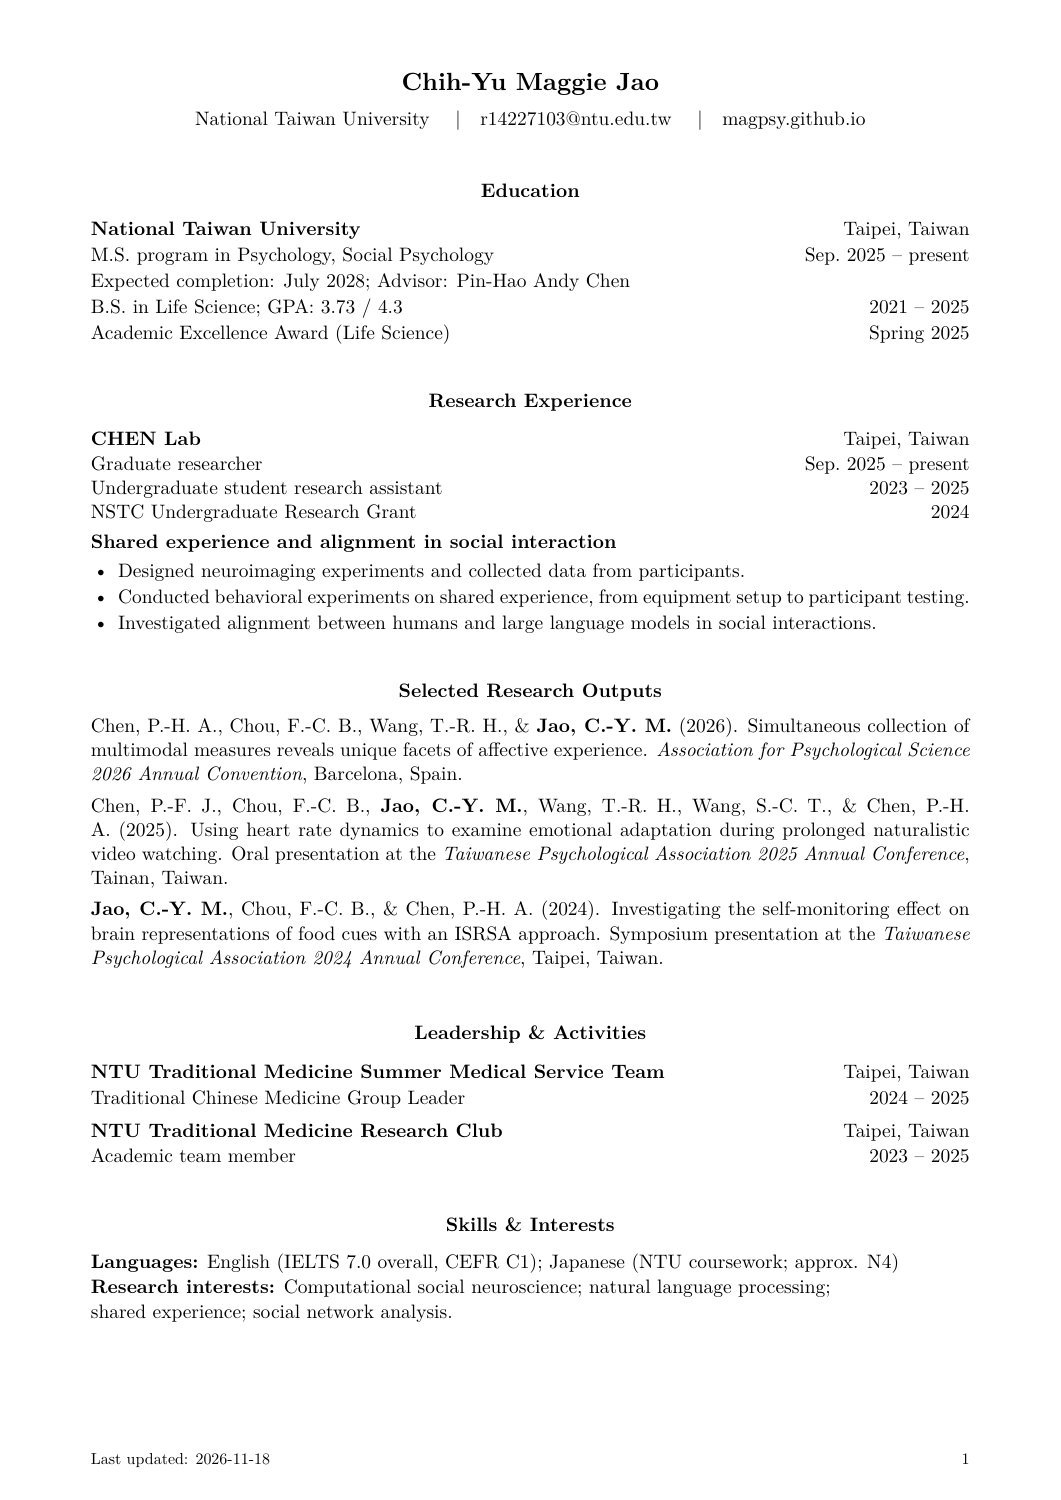 Chih-Yu Maggie Jao
National Taiwan University | r14227103@ntu.edu.tw | magpsy.github.io
Education
National Taiwan University Taipei, Taiwan
M.S. program in Psychology, Social Psychology Sep. 2025 – present
Expected completion: July 2028; Advisor: Pin-Hao Andy Chen
B.S. in Life Science; GPA: 3.73 / 4.3 2021 – 2025
Academic Excellence Award (Life Science) Spring 2025
Research Experience
CHEN Lab Taipei, Taiwan
Graduate researcher Sep. 2025 – present
Undergraduate student research assistant 2023 – 2025
NSTC Undergraduate Research Grant 2024
Shared experience and alignment in social interaction
• Designed neuroimaging experiments and collected data from participants.
• Conducted behavioral experiments on shared experience, from equipment setup to participant testing.
• Investigated alignment between humans and large language models in social interactions.
Selected Research Outputs
Chen, P.-H. A., Chou, F.-C. B., Wang, T.-R. H., & Jao, C.-Y. M. (2026). Simultaneous collection of
multimodal measures reveals unique facets of affective experience. Association for Psychological Science
2026 Annual Convention, Barcelona, Spain.
Chen, P.-F. J., Chou, F.-C. B., Jao, C.-Y. M., Wang, T.-R. H., Wang, S.-C. T., & Chen, P.-H.
A. (2025). Using heart rate dynamics to examine emotional adaptation during prolonged naturalistic
video watching. Oral presentation at the Taiwanese Psychological Association 2025 Annual Conference,
Tainan, Taiwan.
Jao, C.-Y. M., Chou, F.-C. B., & Chen, P.-H. A. (2024). Investigating the self-monitoring effect on
brain representations of food cues with an ISRSA approach. Symposium presentation at the Taiwanese
Psychological Association 2024 Annual Conference, Taipei, Taiwan.
Leadership & Activities
NTU Traditional Medicine Summer Medical Service Team Taipei, Taiwan
Traditional Chinese Medicine Group Leader 2024 – 2025
NTU Traditional Medicine Research Club Taipei, Taiwan
Academic team member 2023 – 2025
Skills & Interests
Languages: English (IELTS 7.0 overall, CEFR C1); Japanese (NTU coursework; approx. N4)
Research interests: Computational social neuroscience; natural language processing;
shared experience; social network analysis.
Last updated: 2026-11-18 1